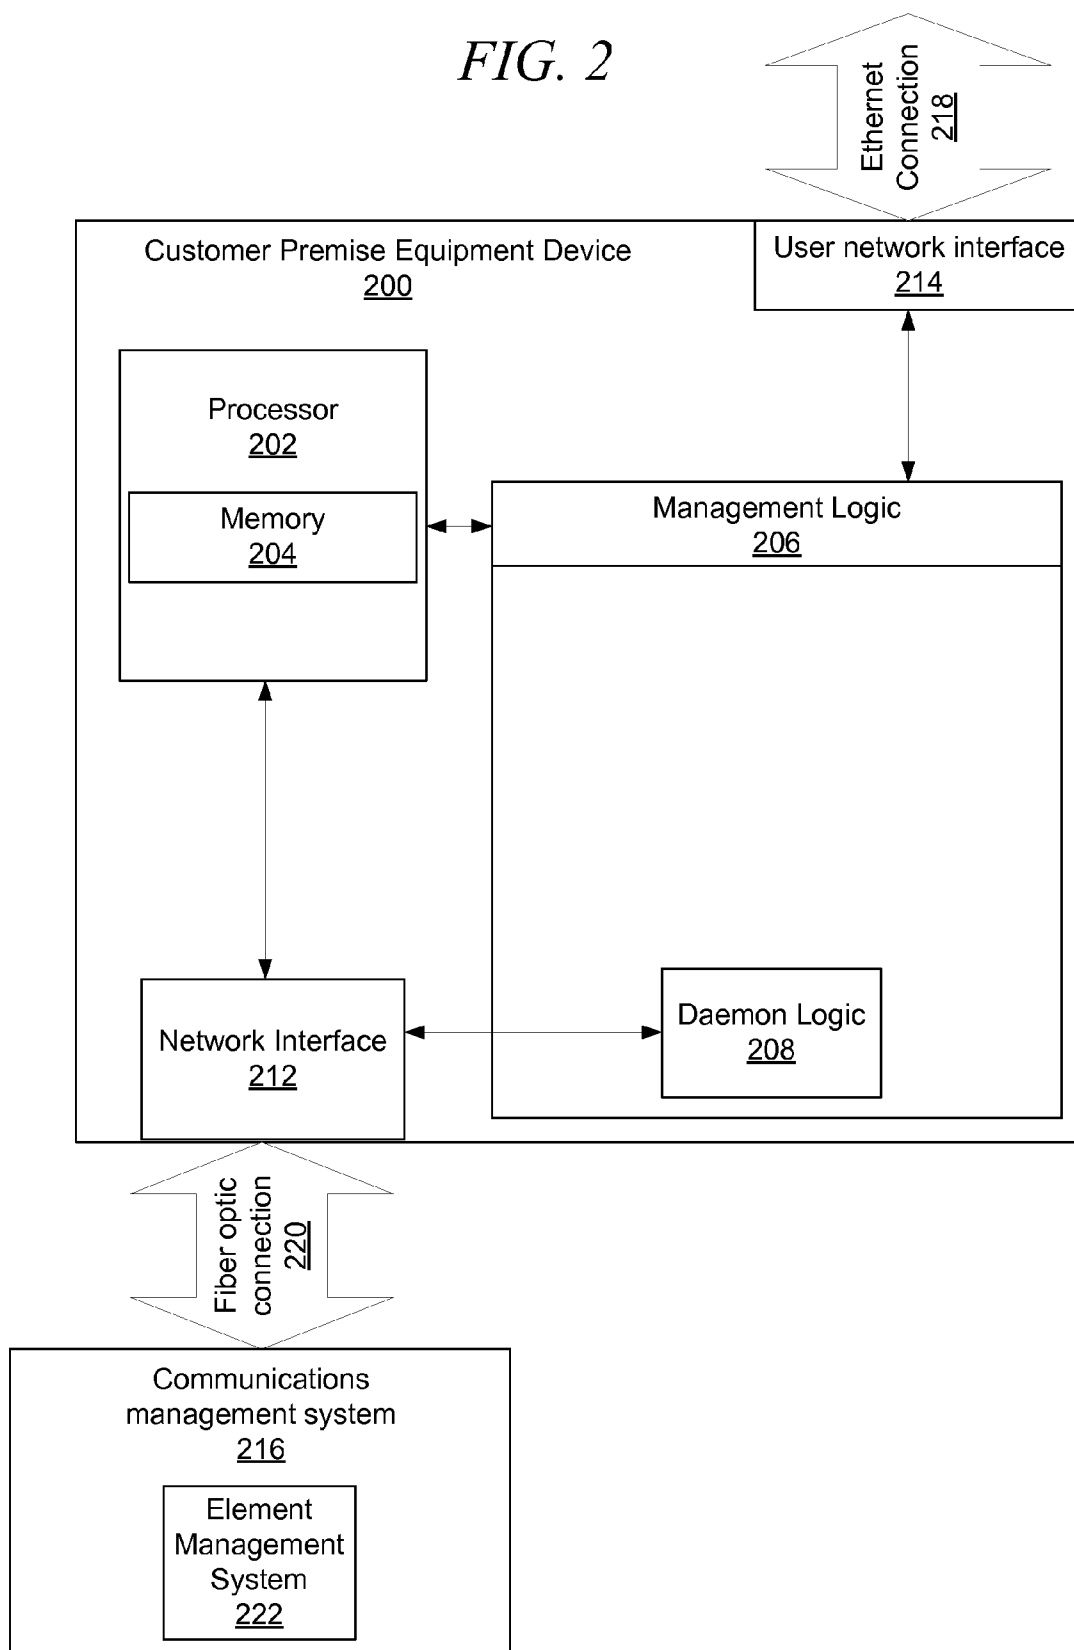 FIG. 2
Ethernet
Connection
218
Customer Premise Equipment Device
200
User network interface
214
Processor
202
Memory
204
Management Logic
206
Network Interface
212
Daemon Logic
208
Fiber optic
connection
220
Communications
management system
216
Element
Management
System
222